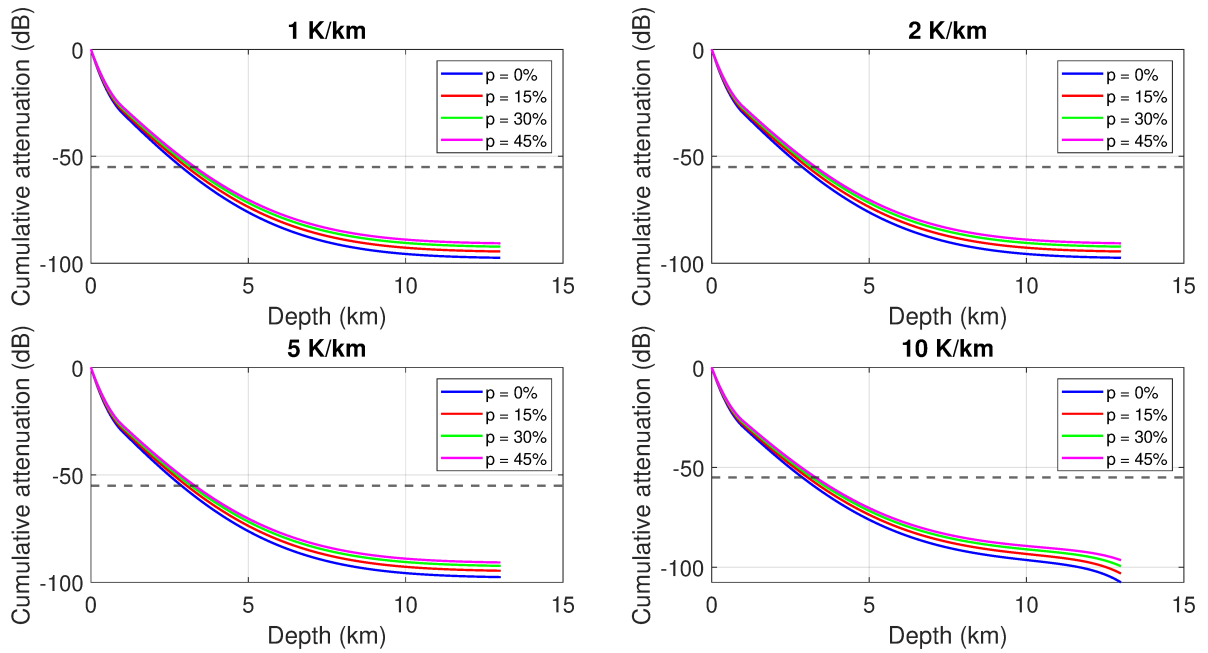 1 K/km
Cumulative attenuation (dB)
0
-50
-100
0 5 10 15
Depth (km)
p = 0%
p = 15%
p = 30%
p = 45%
2 K/km
Cumulative attenuation (dB)
0
-50
-100
0 5 10 15
Depth (km)
p = 0%
p = 15%
p = 30%
p = 45%
5 K/km
Cumulative attenuation (dB)
0
-50
-100
0 5 10 15
Depth (km)
p = 0%
p = 15%
p = 30%
p = 45%
10 K/km
Cumulative attenuation (dB)
0
-50
-100
0 5 10 15
Depth (km)
p = 0%
p = 15%
p = 30%
p = 45%